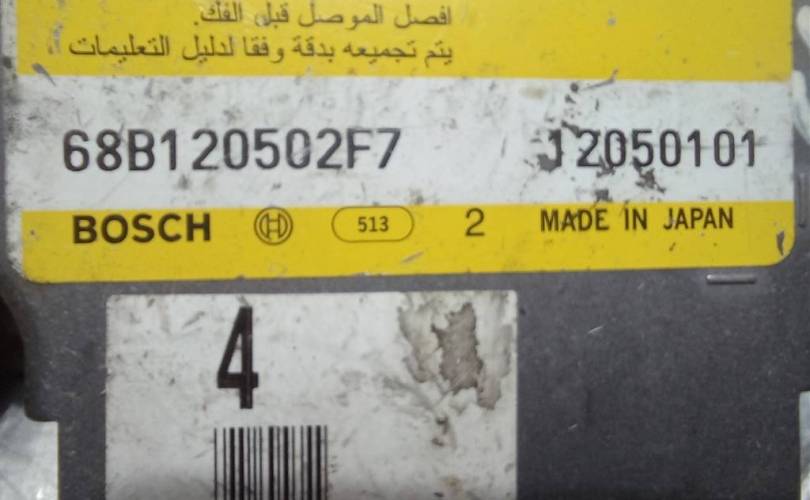 افصل الموصل قبل الفك.
يتم تجميعه بدقة وفقا لدليل التعليمات
68B120502F7 12050101
BOSCH 513 2 MADE IN JAPAN
4